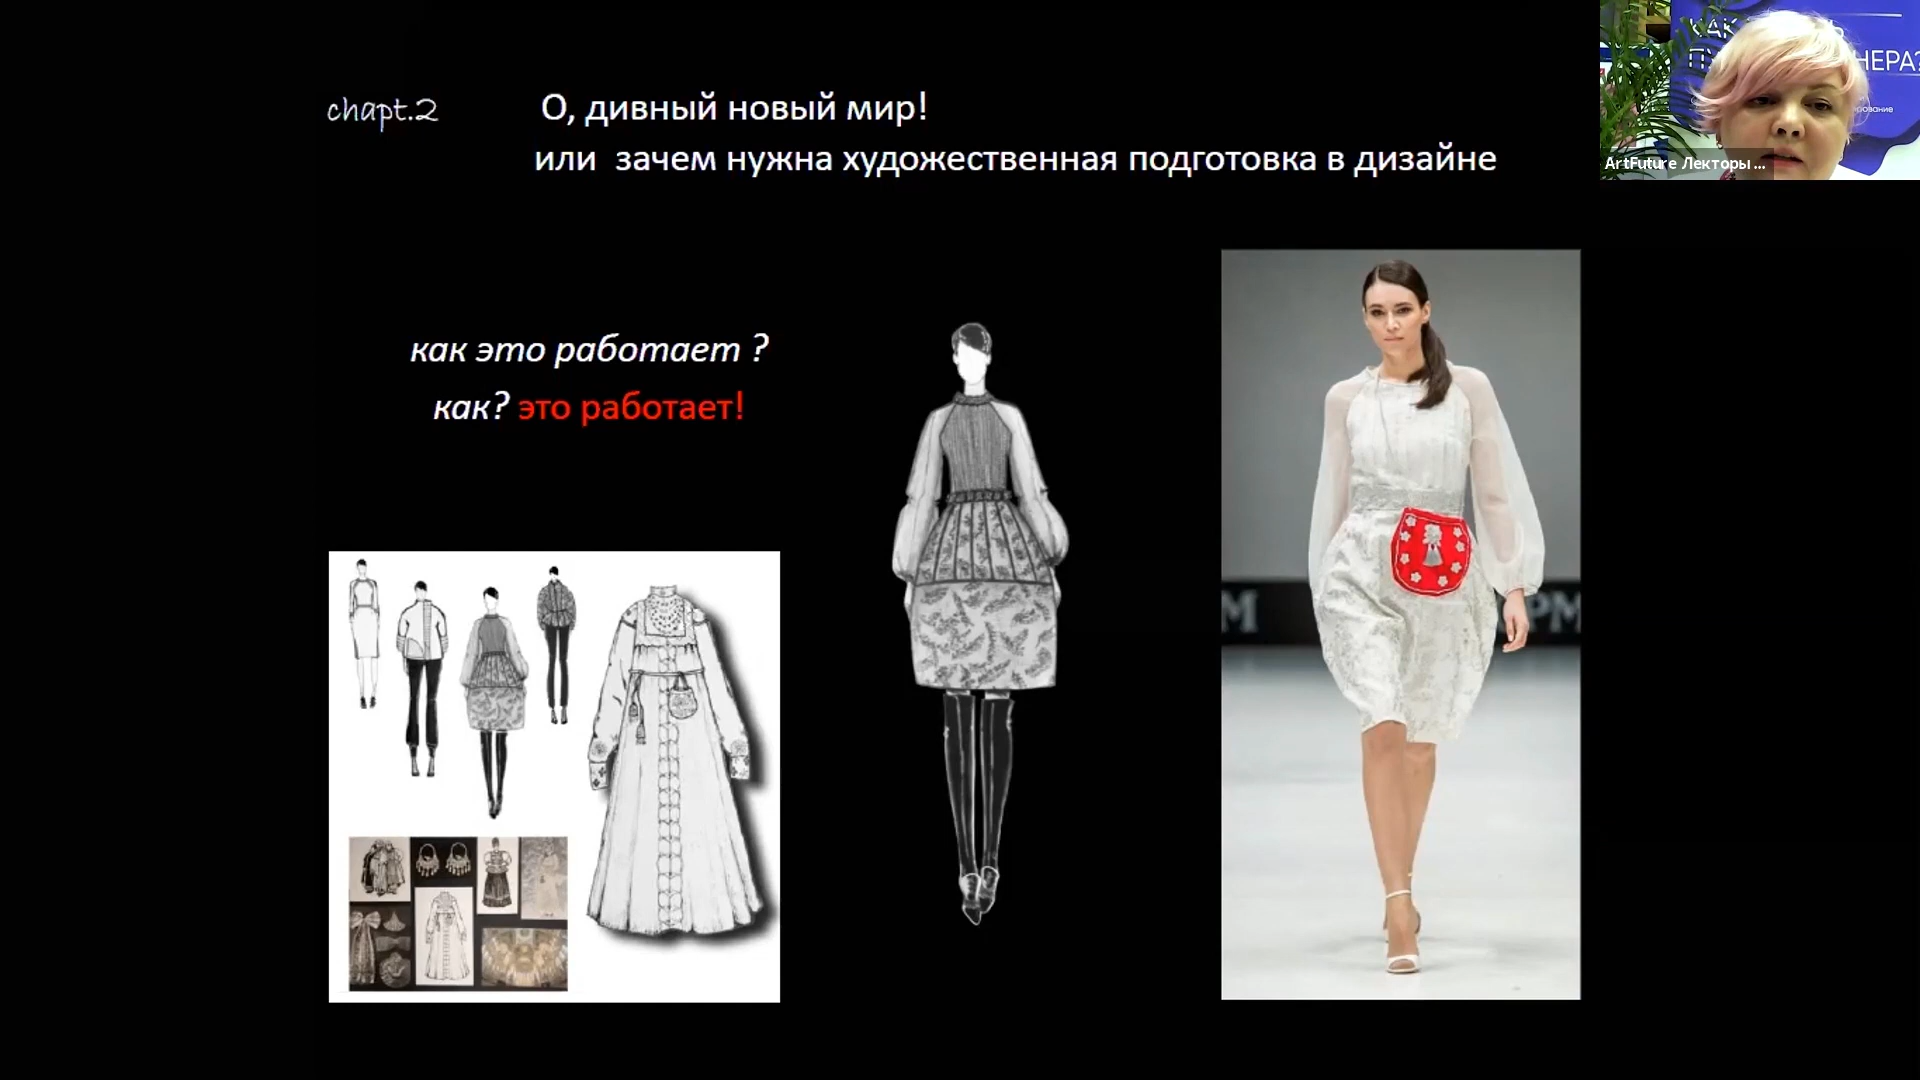 chapt.2
О, дивный новый мир!
или зачем нужна художественная подготовка в дизайне
как это работает ?
как? это работает!
НЕРА?
ArtFuture Лекторы ...